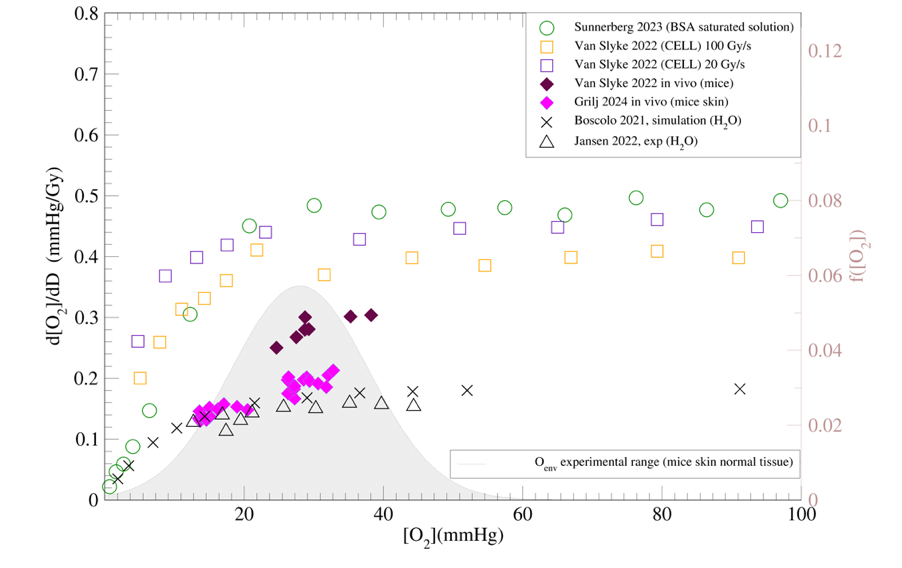 0.8
0.7
0.6
0.5
0.4
0.3
0.2
0.1
0
d[O2]/dD (mmHg/Gy)
Sunnerberg 2023 (BSA saturated solution)
Van Slyke 2022 (CELL) 100 Gy/s
Van Slyke 2022 (CELL) 20 Gy/s
Van Slyke 2022 in vivo (mice)
Grilj 2024 in vivo (mice skin)
Boscolo 2021, simulation (H2O)
Jansen 2022, exp (H2O)
Oenv experimental range (mice skin normal tissue)
0.12
0.1
0.08
0.06
0.04
0.02
0
f([O2])
20
40
60
80
100
[O2](mmHg)